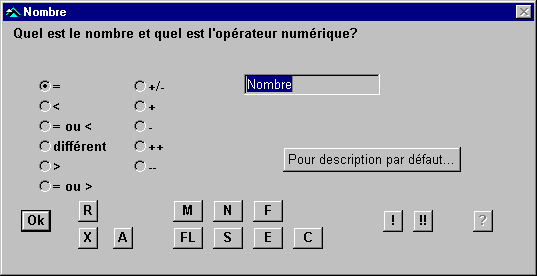 Nombre
Quel est le nombre et quel est l'opérateur numérique?
= +/- Nombre
< +
= ou < -
différent ++
> -- Pour description par défaut...
= ou >
Ok R M N F ! !! ?
X A FL S E C